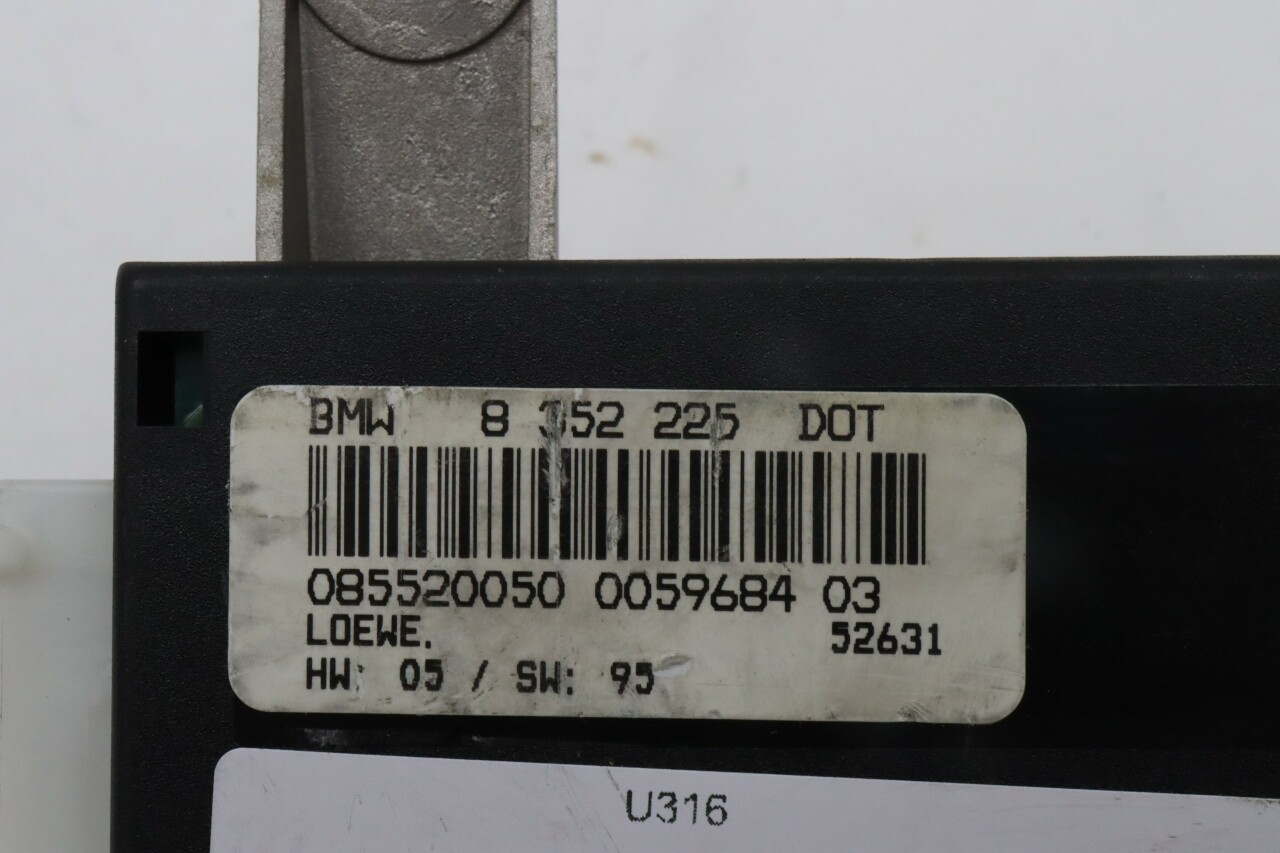 BMW 8 352 225 DOT
085520050 0059684 03
LOEWE. 52631
HW: 05 / SW: 95
U316